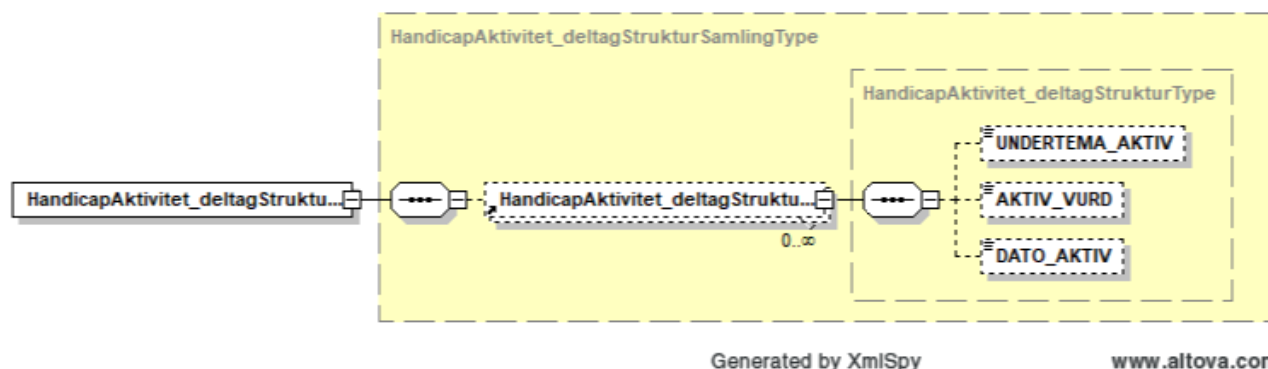 HandicapAktivitet_deltagStrukturSamlingType
HandicapAktivitet_deltagStrukturType
UNDERTEMA_AKTIV
HandicapAktivitet_deltagStruktu...
HandicapAktivitet_deltagStruktu...
AKTIV_VURD
0..∞
DATO_AKTIV
Generated by XmlSpy
www.altova.com